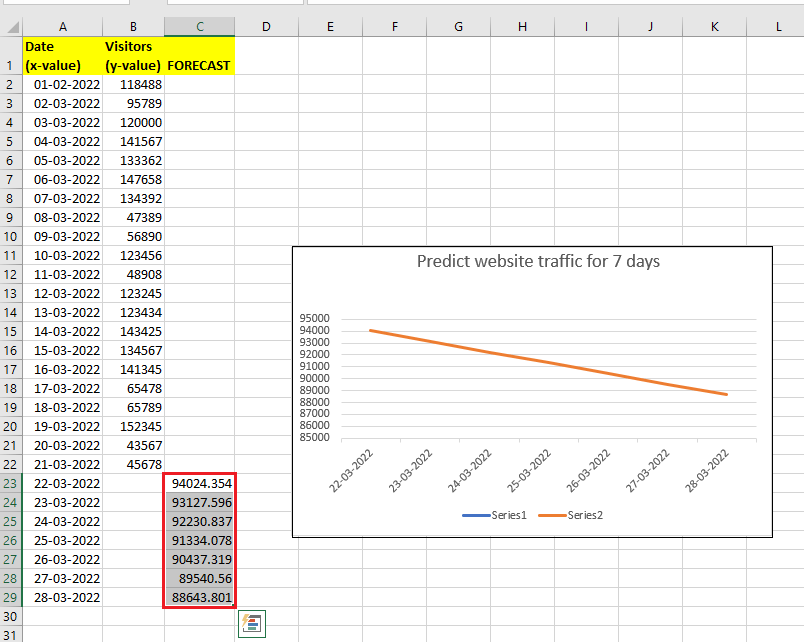 A B C D E F G H I J K L
Date Visitors
1 (x-value) (y-value) FORECAST
2 01-02-2022 118488
3 02-03-2022 95789
4 03-03-2022 120000
5 04-03-2022 141567
6 05-03-2022 133362
7 06-03-2022 147658
8 07-03-2022 134392
9 08-03-2022 47389
10 09-03-2022 56890
11 10-03-2022 123456
12 11-03-2022 48908
13 12-03-2022 123245
14 13-03-2022 123434
15 14-03-2022 143425
16 15-03-2022 134567
17 16-03-2022 141345
18 17-03-2022 65478
19 18-03-2022 65789
20 19-03-2022 152345
21 20-03-2022 43567
22 21-03-2022 45678
23 22-03-2022 94024.354
24 23-03-2022 93127.596
25 24-03-2022 92230.837
26 25-03-2022 91334.078
27 26-03-2022 90437.319
28 27-03-2022 89540.56
29 28-03-2022 88643.801
30
31
Predict website traffic for 7 days
95000
94000
93000
92000
91000
90000
89000
88000
87000
86000
85000
22-03-2022 23-03-2022 24-03-2022 25-03-2022 26-03-2022 27-03-2022 28-03-2022
Series1 Series2